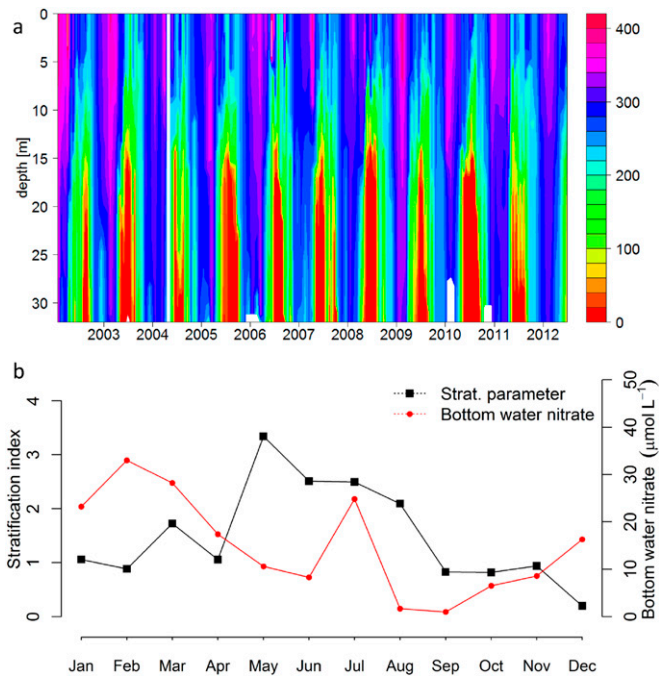 a
depth [m]
0
5
10
15
20
25
30
2003 2004 2005 2006 2007 2008 2009 2010 2011 2012
400
300
200
100
0
b
Strat. parameter
Bottom water nitrate
Stratification index
4
3
2
1
0
50
40
30
20
10
0
Bottom water nitrate (μmol L⁻¹)
Jan Feb Mar Apr May Jun Jul Aug Sep Oct Nov Dec